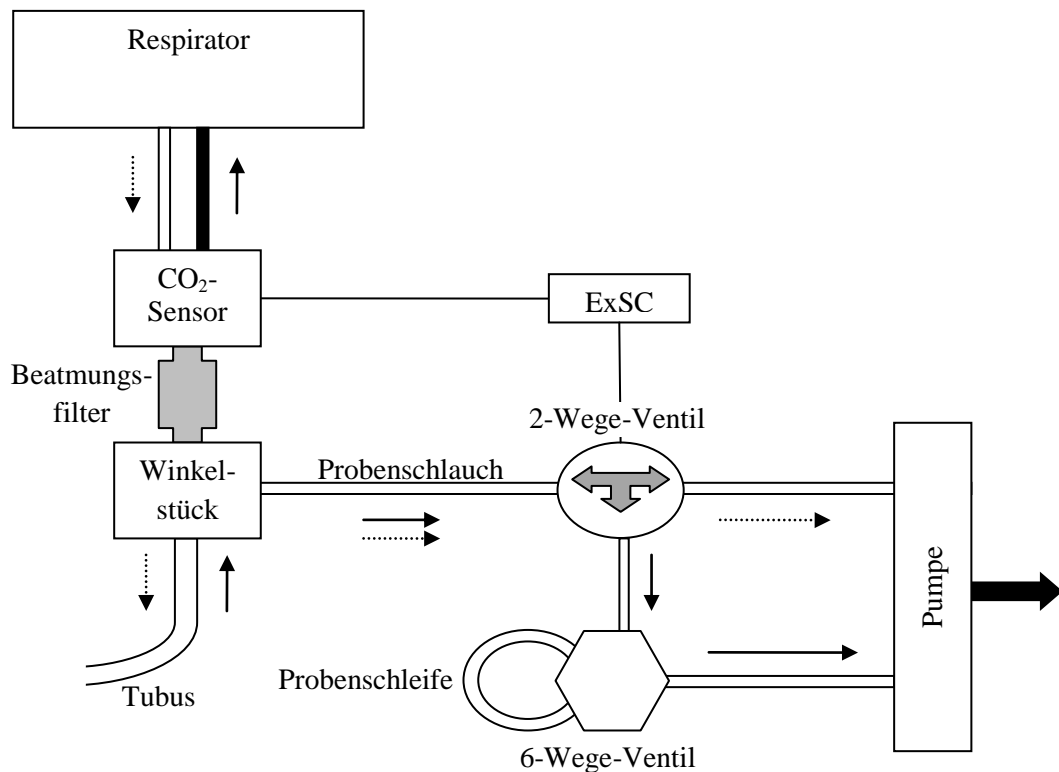 Respirator
CO₂-
Sensor
ExSC
Beatmungs-
filter
2-Wege-Ventil
Winkel-
stück
Probenschlauch
Pumpe
Probenschleife
Tubus
6-Wege-Ventil